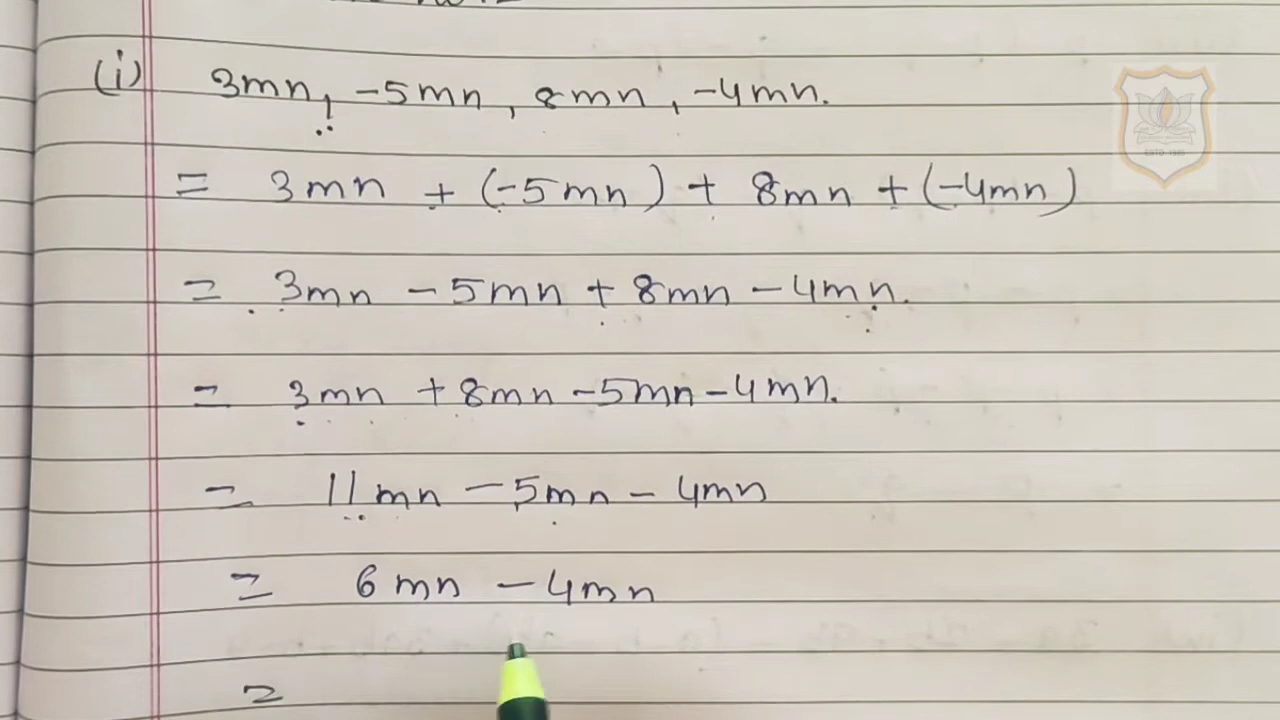 (i) 3mn, -5mn, 8mn, -4mn.
= 3mn + (-5mn) + 8mn + (-4mn)
= 3mn - 5mn + 8mn - 4mn.
= 3mn + 8mn - 5mn - 4mn.
= 11mn - 5mn - 4mn
= 6mn - 4mn
=